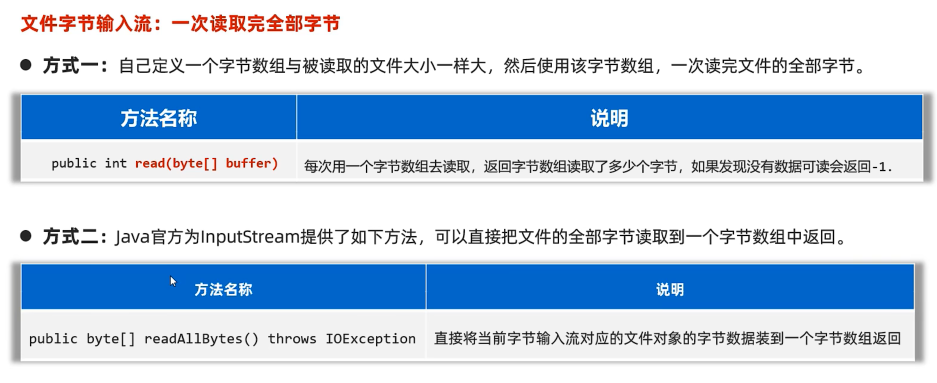 文件字节输入流：一次读取完全部字节
● 方式一：自己定义一个字节数组与被读取的文件大小一样大，然后使用该字节数组，一次读完文件的全部字节。
方法名称 说明
public int read(byte[] buffer) 每次用一个字节数组去读取，返回字节数组读取了多少个字节，如果发现没有数据可读会返回-1.
● 方式二：Java官方为InputStream提供了如下方法，可以直接把文件的全部字节读取到一个字节数组中返回。
方法名称 说明
public byte[] readAllBytes() throws IOException 直接将当前字节输入流对应的文件对象的字节数据装到一个字节数组返回